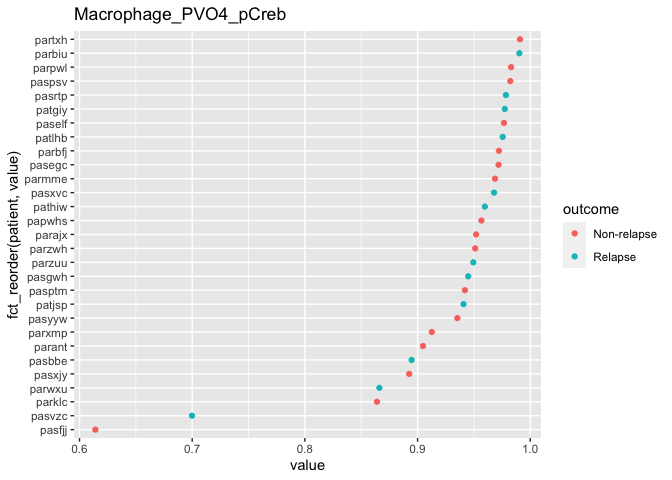 Macrophage_PVO4_pCreb
fct_reorder(patient, value)
partxh
parbiu
parpwl
paspsv
pasrtp
patgiy
paself
patlhb
parbfj
pasegc
parmme
pasxvc
pathiw
papwhs
parajx
parzwh
parzuu
pasgwh
pasptm
patjsp
pasyyw
parxmp
parant
pasbbe
pasxjy
parwxu
parklc
pasvzc
pasfjj
0.6 0.7 0.8 0.9 1.0
value
outcome
Non-relapse
Relapse